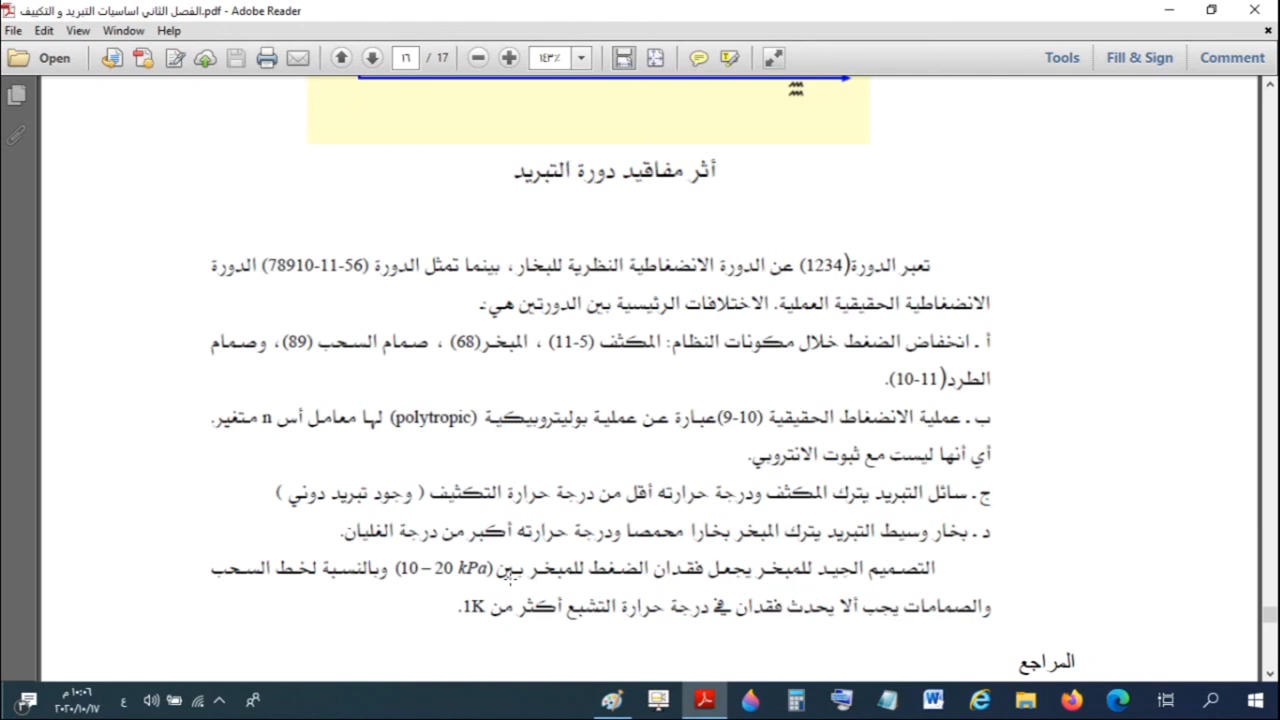 الفصل الثاني اساسيات التبريد و التكييف.pdf - Adobe Reader
File Edit View Window Help
Open ١٦ / 17 ١٤٣٪ Tools Fill & Sign Comment
أثر مفاقيد دورة التبريد
تعبر الدورة(1234) عن الدورة الانضغاطية النظرية للبخار، بينما تمثل الدورة (56-11-78910) الدورة
الانضغاطية الحقيقية العملية. الاختلافات الرئيسية بين الدورتين هي:ـ
أ ـ انخفاض الضغط خلال مكونات النظام: المكثف (5-11) ، المبخر(68) ، صمام السحب (89)، وصمام
الطرد(11-10).
ب ـ عملية الانضغاط الحقيقية (10-9)عبارة عن عملية بوليتروبيكية (polytropic) لها معامل أس n متغير.
أي أنها ليست مع ثبوت الانتروبي.
ج ـ سائل التبريد يترك المكثف ودرجة حرارته أقل من درجة حرارة التكثيف ( وجود تبريد دوني )
د ـ بخار وسيط التبريد يترك المبخر بخارا محمصا ودرجة حرارته أكبر من درجة الغليان.
التصميم الجيد للمبخر يجعل فقدان الضغط للمبخر بين (10 – 20 kPa) وبالنسبة لخط السحب
والصمامات يجب ألا يحدث فقدان في درجة حرارة التشبع أكثر من 1K.
المراجع
١٠:٠٦ م
ع
٢٠٢٠/١٠/١٧